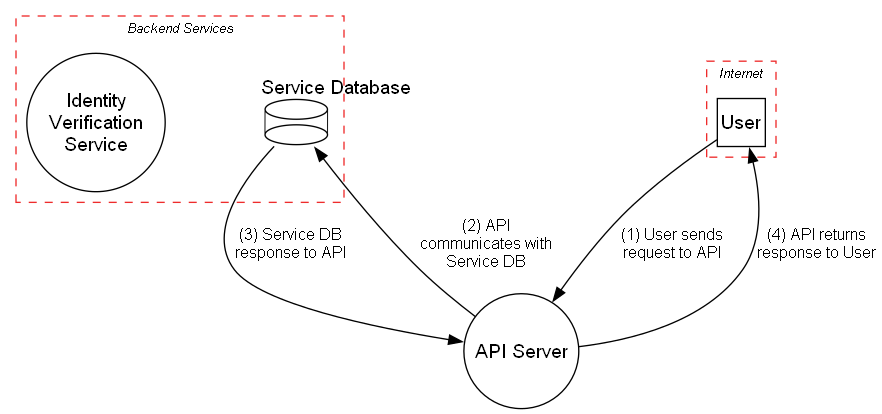 Backend Services
Identity
Verification
Service
Service Database
Internet
User
(3) Service DB
response to API
(2) API
communicates with
Service DB
(1) User sends
request to API
(4) API returns
response to User
API Server